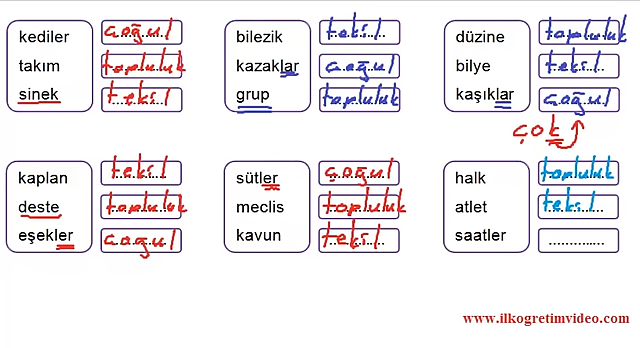 kediler çoğul
takım topluluk
sinek tekil
bilezik tekil
kazaklar çoğul
grup topluluk
düzine topluluk
bilye tekil
kaşıklar çoğul
çok
kaplan tekil
deste topluluk
eşekler çoğul
sütler çoğul
meclis topluluk
kavun tekil
halk topluluk
atlet tekil
saatler ..............
www.ilkogretimvideo.com